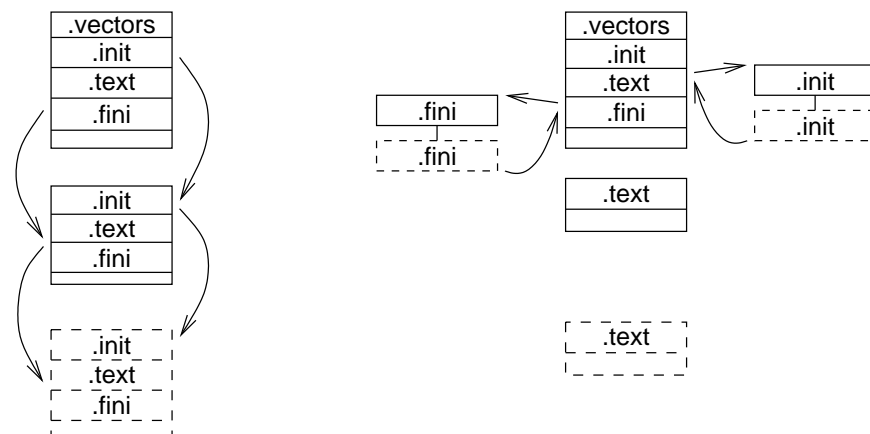 .vectors
.init
.text
.fini
.init
.text
.fini
.init
.text
.fini
.vectors
.init
.text
.fini
.fini
.fini
.init
.init
.text
.text